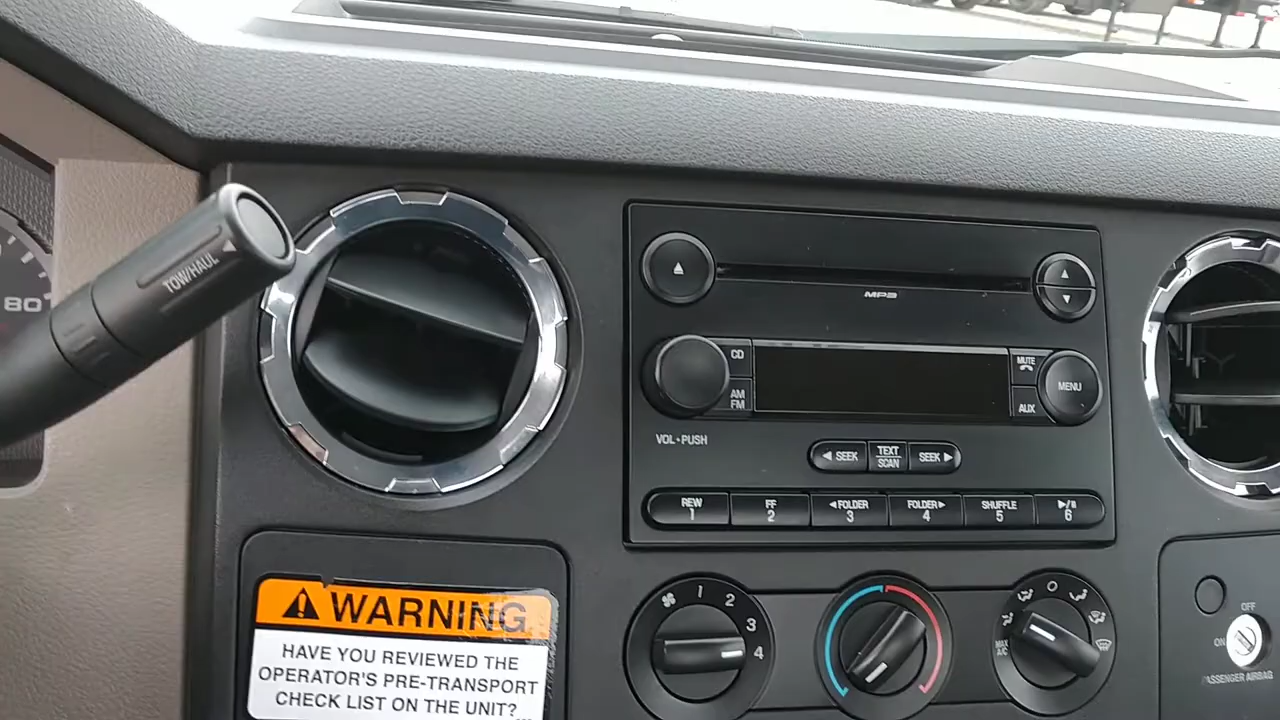 80
TOW/HAUL
MP3
CD
AM
FM
MUTE
AUX
MENU
VOL•PUSH
◀ SEEK
TEXT
SCAN
SEEK ▶
REW
1
FF
2
◀FOLDER
3
FOLDER▶
4
SHUFFLE
5
▶/II
6
WARNING
HAVE YOU REVIEWED THE
OPERATOR'S PRE-TRANSPORT
CHECK LIST ON THE UNIT?
1
2
3
4
O
MAX
A/C
OFF
ON
PASSENGER AIRBAG